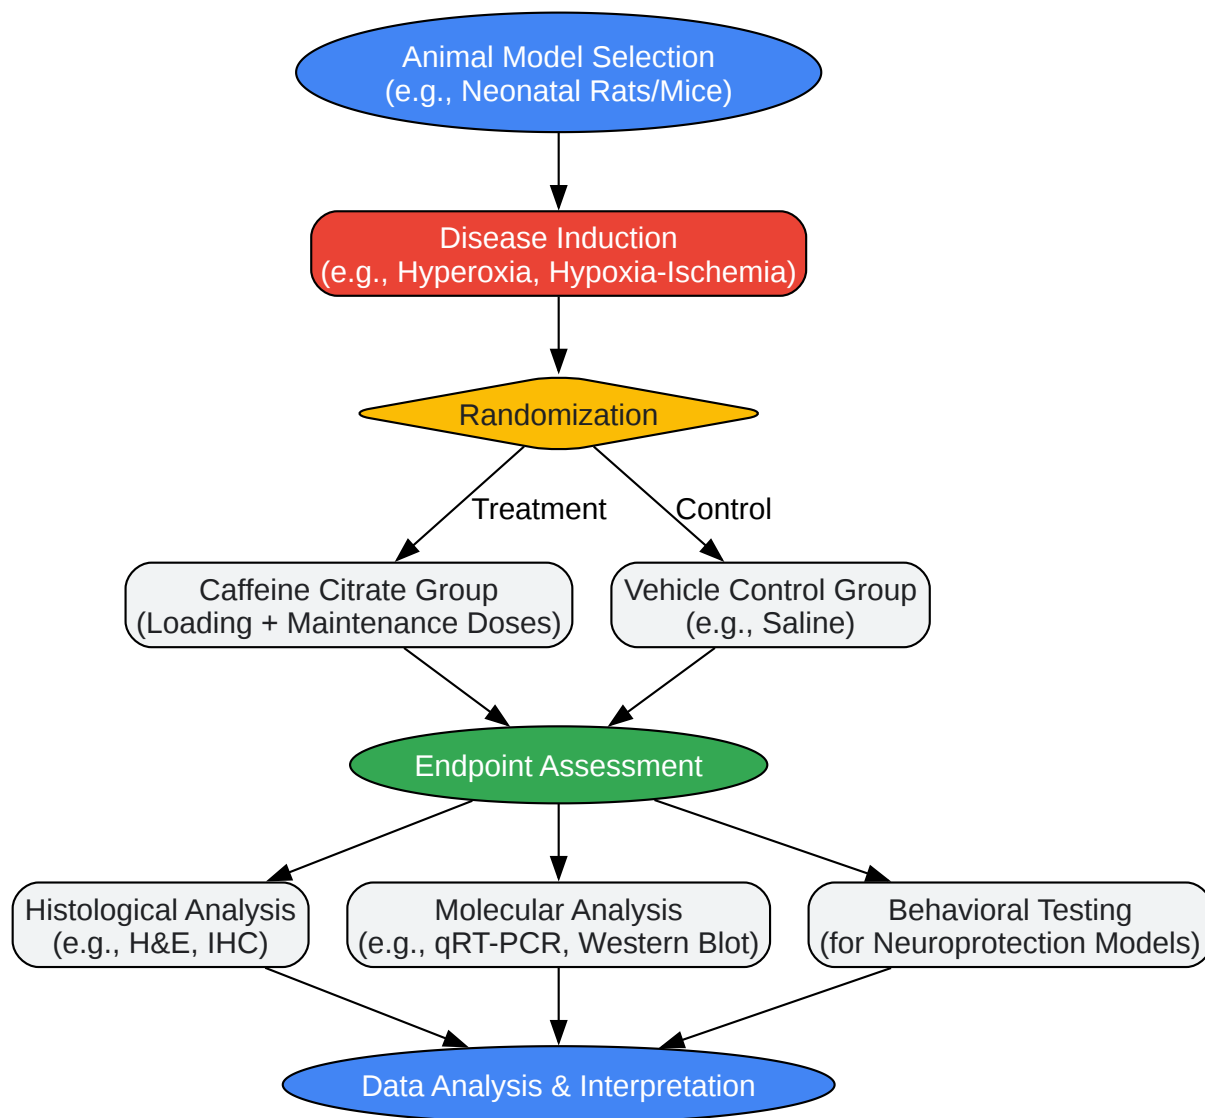 Animal Model Selection
(e.g., Neonatal Rats/Mice)
Disease Induction
(e.g., Hyperoxia, Hypoxia-Ischemia)
Randomization
Treatment
Control
Caffeine Citrate Group
(Loading + Maintenance Doses)
Vehicle Control Group
(e.g., Saline)
Endpoint Assessment
Histological Analysis
(e.g., H&E, IHC)
Molecular Analysis
(e.g., qRT-PCR, Western Blot)
Behavioral Testing
(for Neuroprotection Models)
Data Analysis & Interpretation